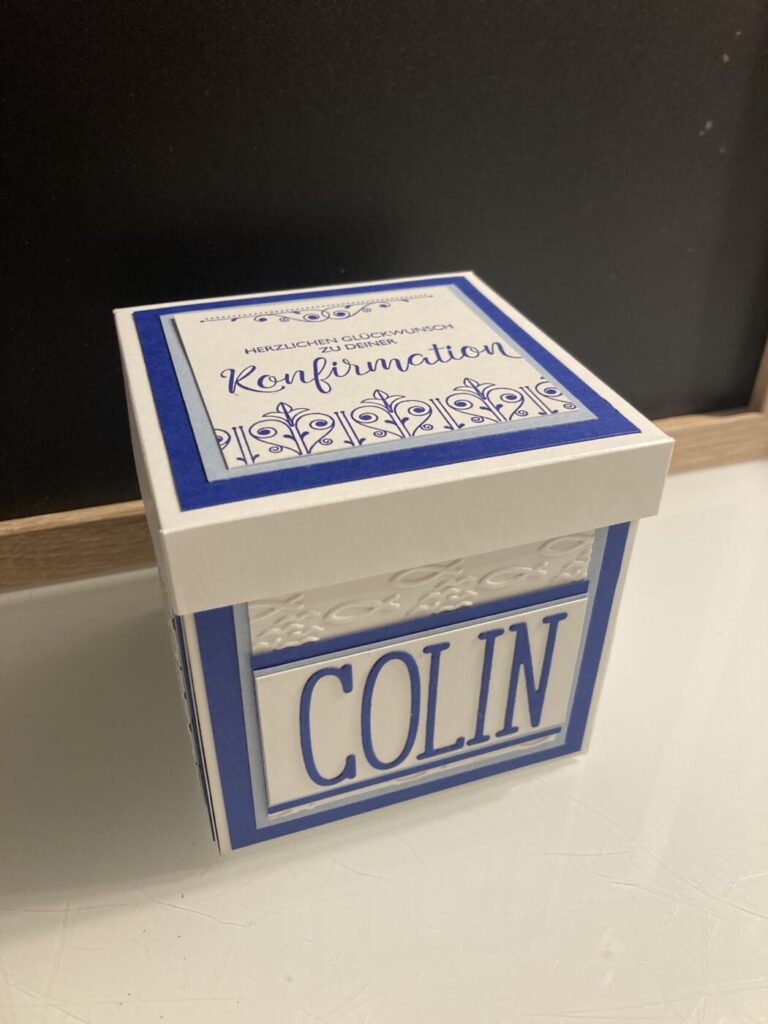 HERZLICHEN GLÜCKWUNSCH
ZU DEINER
Konfirmation
COLIN